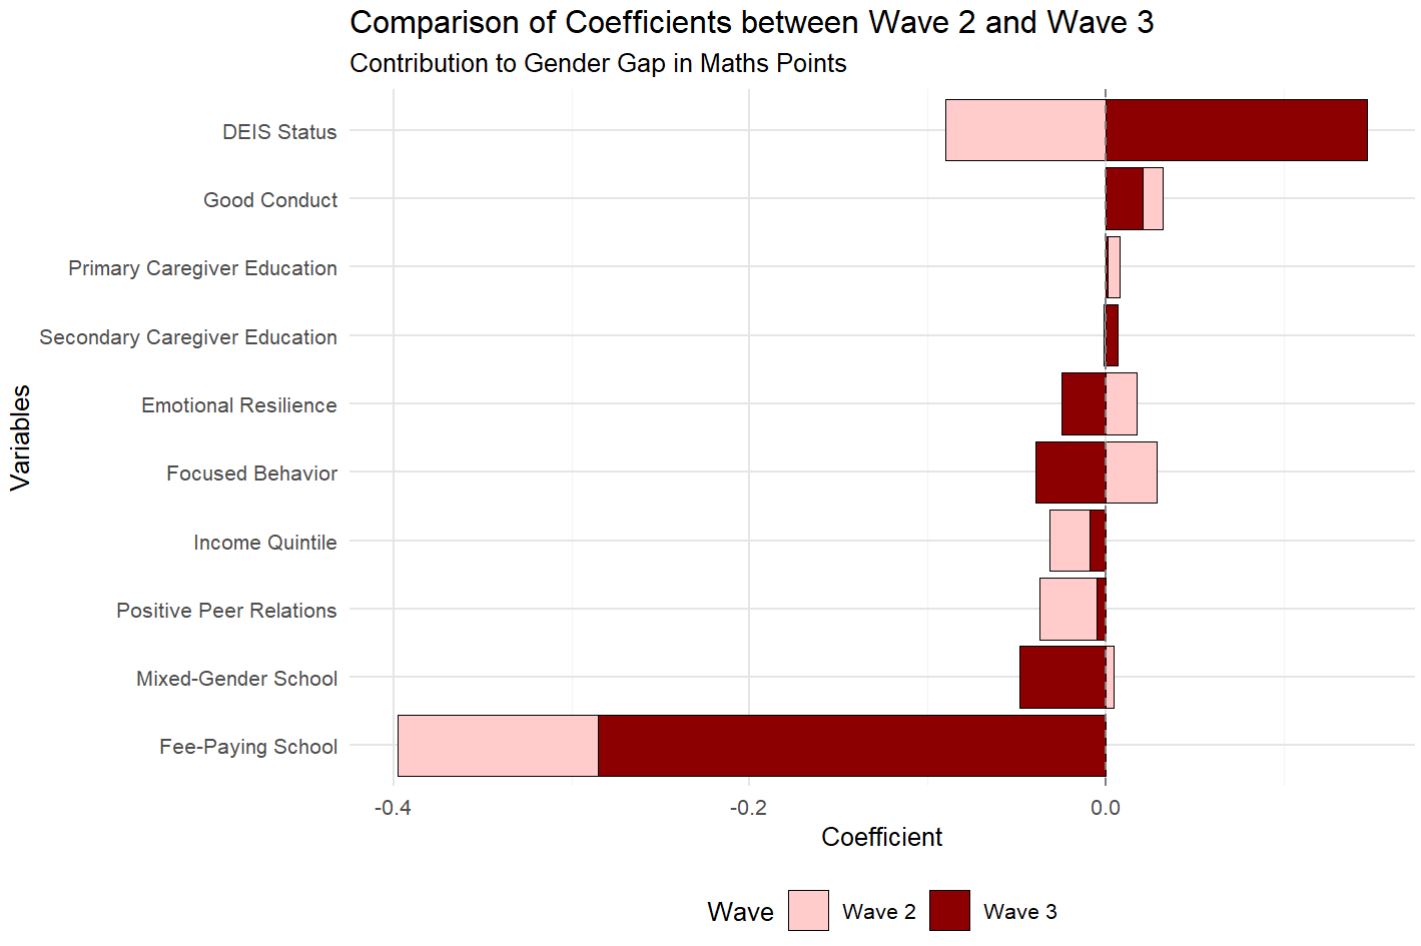 Comparison of Coefficients between Wave 2 and Wave 3
Contribution to Gender Gap in Maths Points
Variables
DEIS Status
Good Conduct
Primary Caregiver Education
Secondary Caregiver Education
Emotional Resilience
Focused Behavior
Income Quintile
Positive Peer Relations
Mixed-Gender School
Fee-Paying School
-0.4 -0.2 0.0
Coefficient
Wave Wave 2 Wave 3